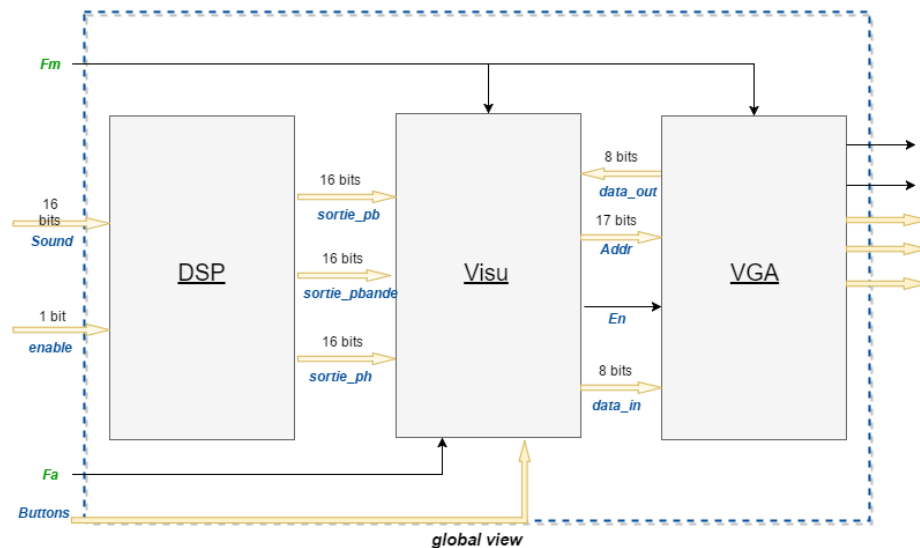 Fm
16
bits
Sound
1 bit
enable
DSP
16 bits
sortie_pb
16 bits
sortie_pbande
16 bits
sortie_ph
Visu
8 bits
data_out
17 bits
Addr
En
8 bits
data_in
VGA
Fa
Buttons
global view